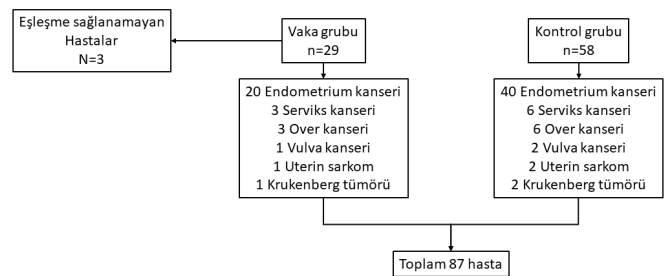 Eşleşme sağlanamayan
Hastalar
N=3
Vaka grubu
n=29
Kontrol grubu
n=58
20 Endometrium kanseri
3 Serviks kanseri
3 Over kanseri
1 Vulva kanseri
1 Uterin sarkom
1 Krukenberg tümörü
40 Endometrium kanseri
6 Serviks kanseri
6 Over kanseri
2 Vulva kanseri
2 Uterin sarkom
2 Krukenberg tümörü
Toplam 87 hasta